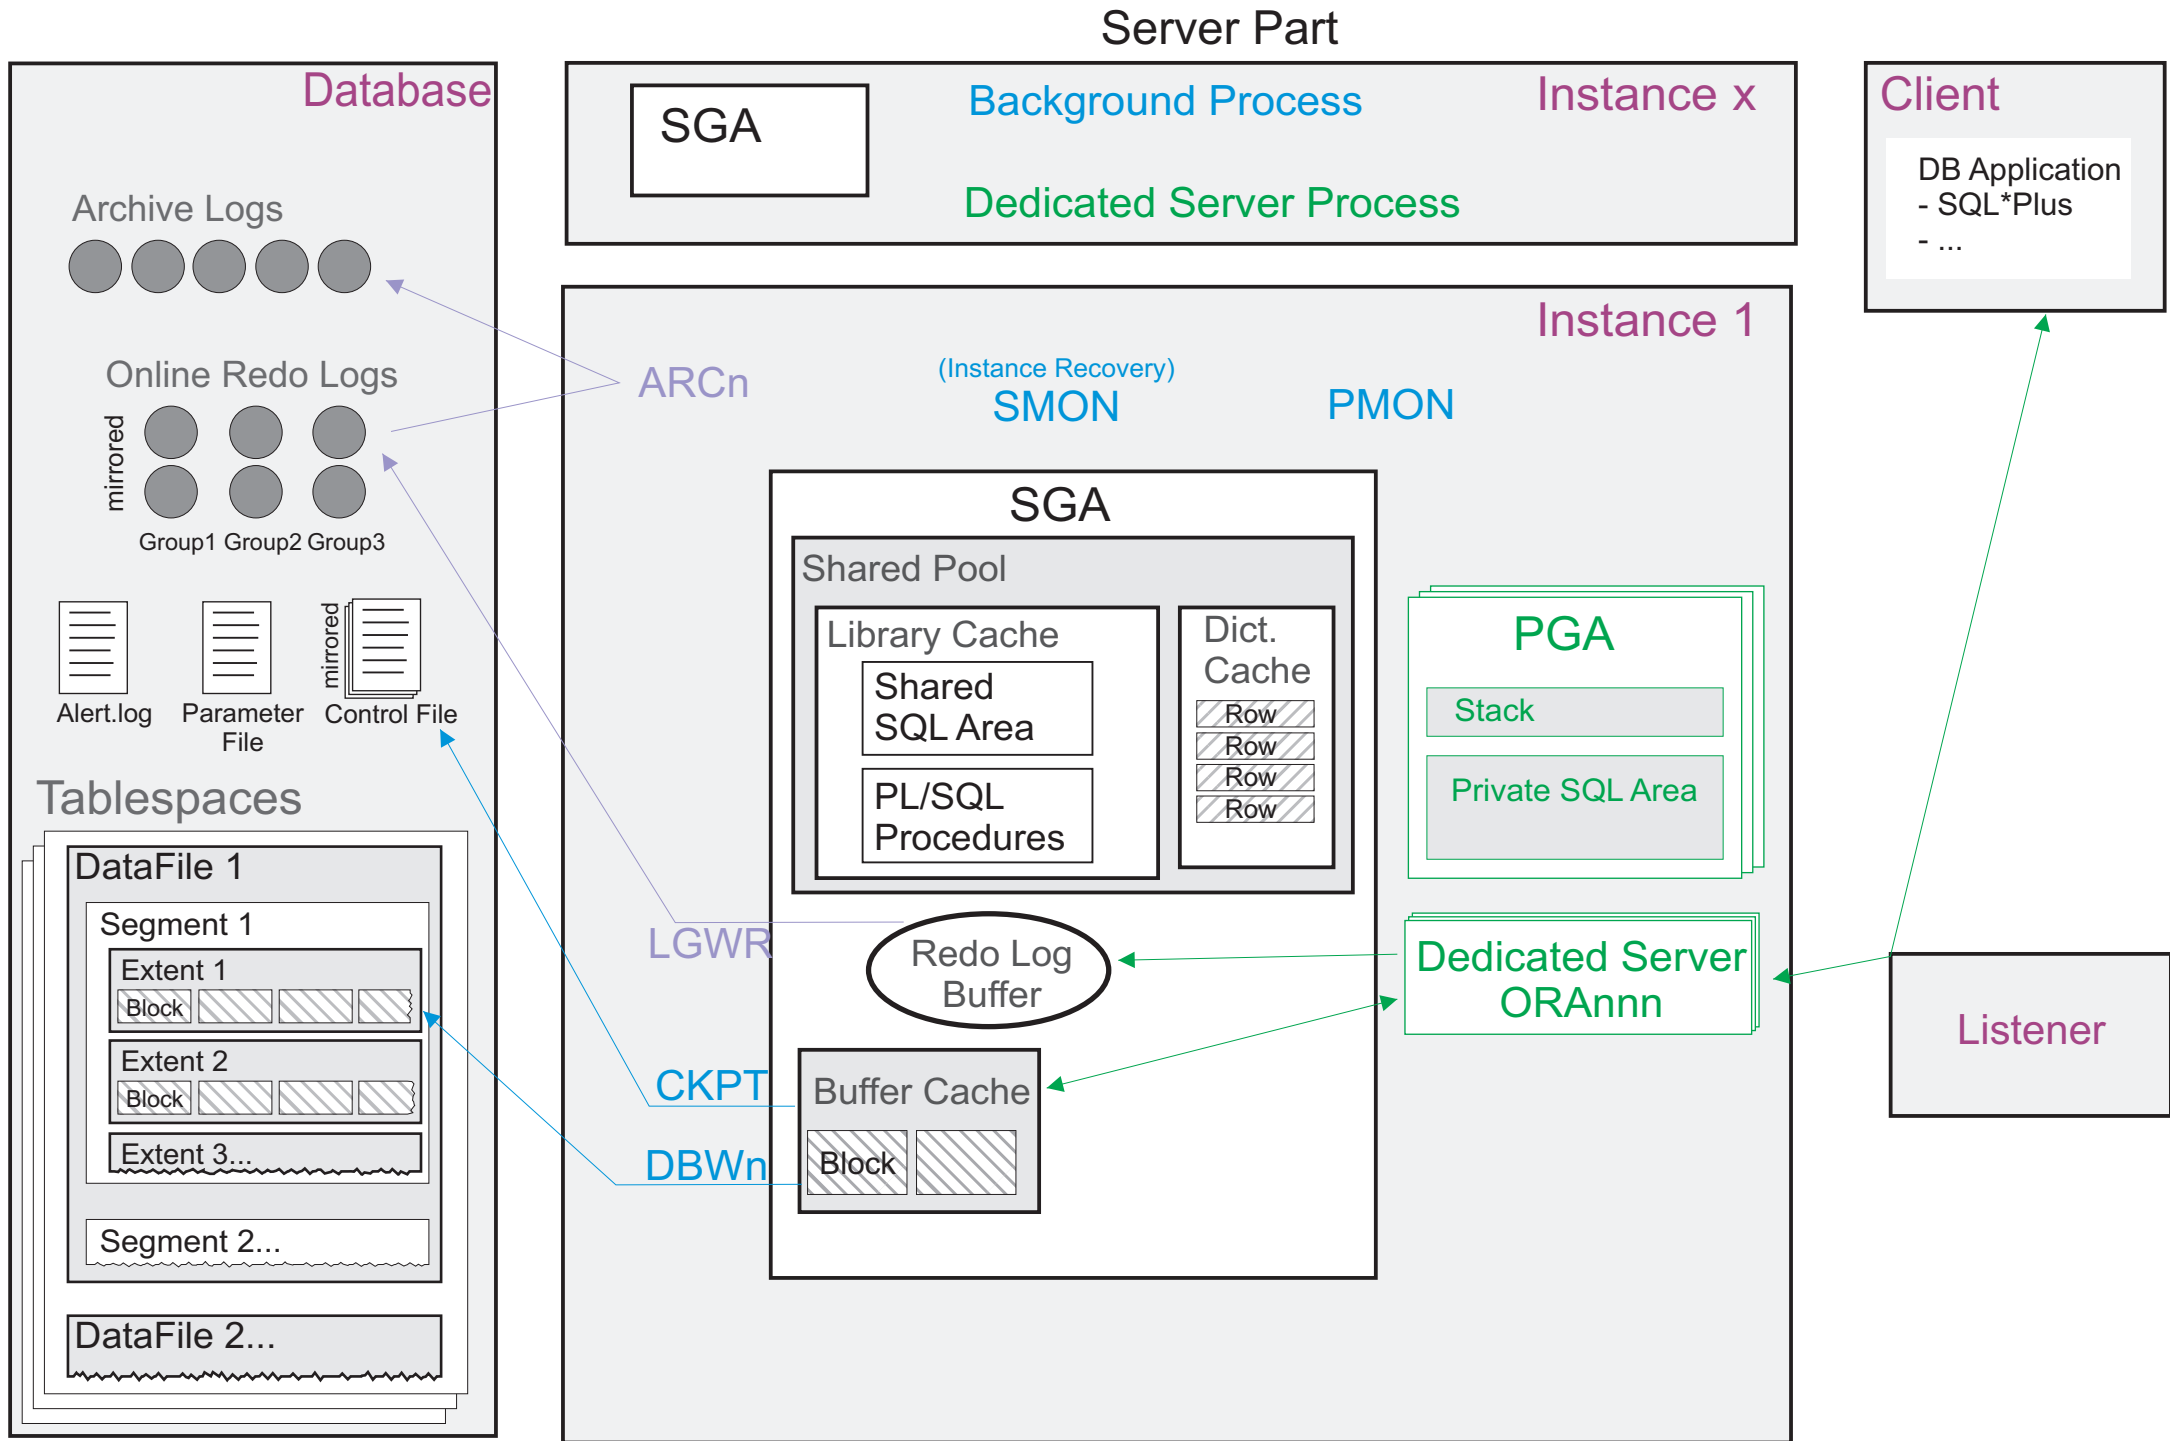 Server Part
Database
Archive Logs
Online Redo Logs
mirrored
Group1 Group2 Group3
mirrored
Alert.log
Parameter
File
Control File
Tablespaces
DataFile 1
Segment 1
Extent 1
Block
Extent 2
Block
Extent 3...
Segment 2...
DataFile 2...
SGA
Background Process
Instance x
Dedicated Server Process
Instance 1
ARCn
(Instance Recovery)
SMON
PMON
SGA
Shared Pool
Library Cache
Shared
SQL Area
PL/SQL
Procedures
Dict.
Cache
Row
Row
Row
Row
PGA
Stack
Private SQL Area
LGWR
Redo Log
Buffer
Dedicated Server
ORAnnn
CKPT
Buffer Cache
DBWn
Block
Client
DB Application
- SQL*Plus
- ...
Listener